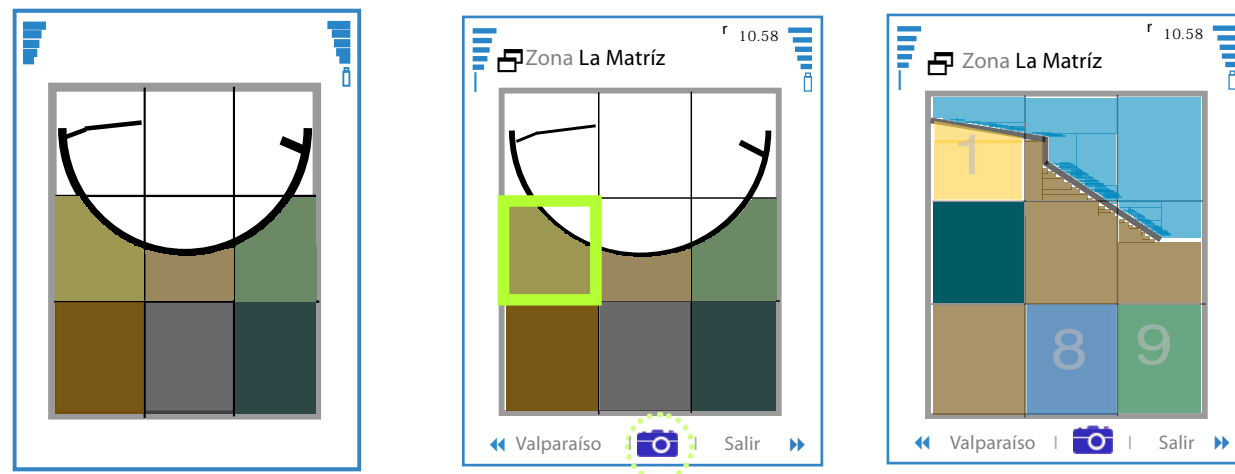 r 10.58
Zona La Matríz
Valparaíso I I Salir
r 10.58
Zona La Matríz
1
8 9
Valparaíso I I Salir